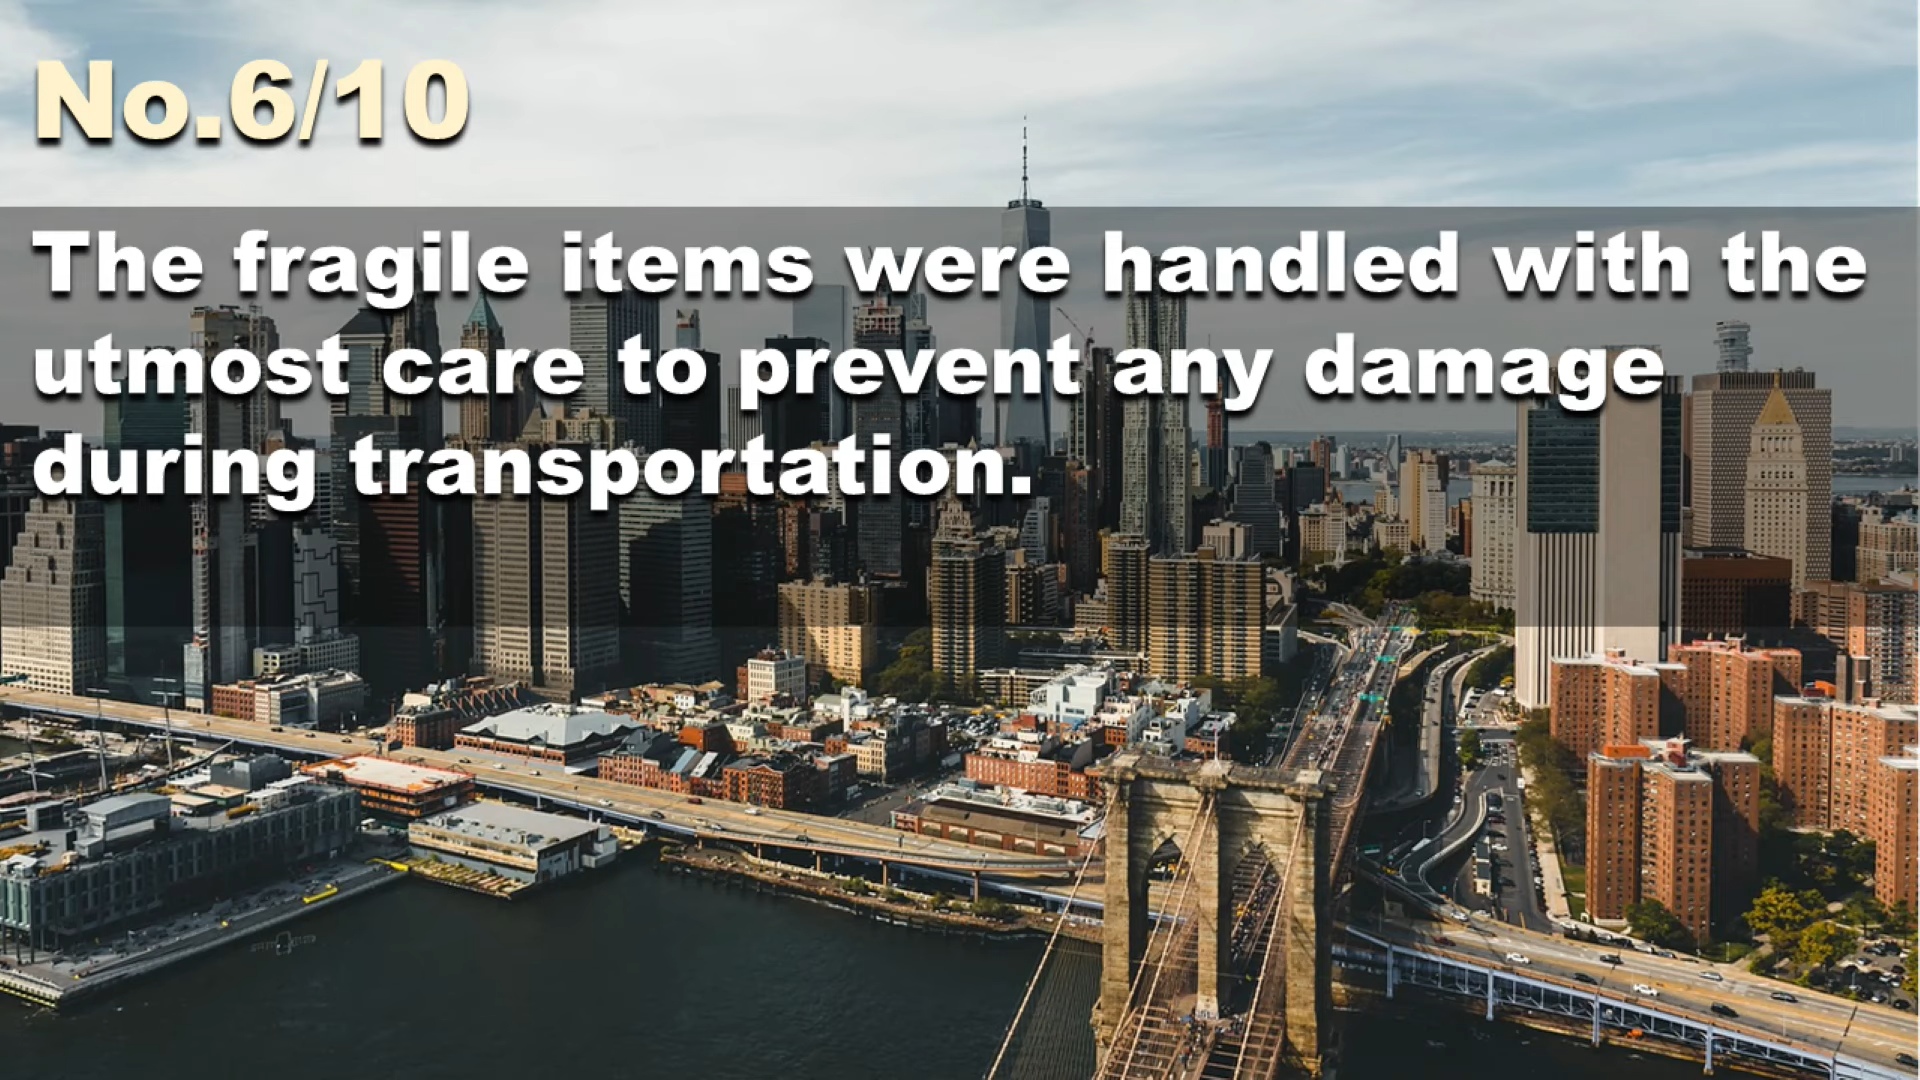 No.6/10
The fragile items were handled with the
utmost care to prevent any damage
during transportation.